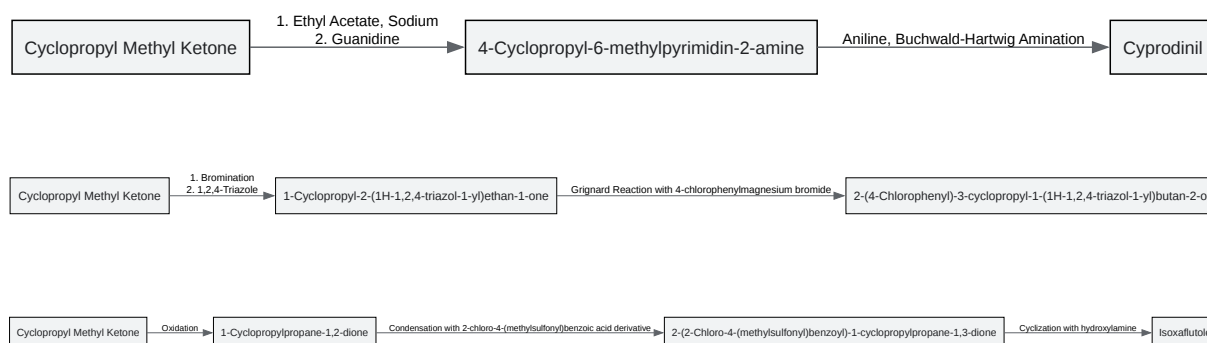 1. Ethyl Acetate, Sodium
2. Guanidine
Cyclopropyl Methyl Ketone
4-Cyclopropyl-6-methylpyrimidin-2-amine
Aniline, Buchwald-Hartwig Amination
Cyprodinil
1. Bromination
2. 1,2,4-Triazole
Cyclopropyl Methyl Ketone
1-Cyclopropyl-2-(1H-1,2,4-triazol-1-yl)ethan-1-one
Grignard Reaction with 4-chlorophenylmagnesium bromide
2-(4-Chlorophenyl)-3-cyclopropyl-1-(1H-1,2,4-triazol-1-yl)butan-2-o
Cyclopropyl Methyl Ketone
Oxidation
1-Cyclopropylpropane-1,2-dione
Condensation with 2-chloro-4-(methylsulfonyl)benzoic acid derivative
2-(2-Chloro-4-(methylsulfonyl)benzoyl)-1-cyclopropylpropane-1,3-dione
Cyclization with hydroxylamine
Isoxaflutol